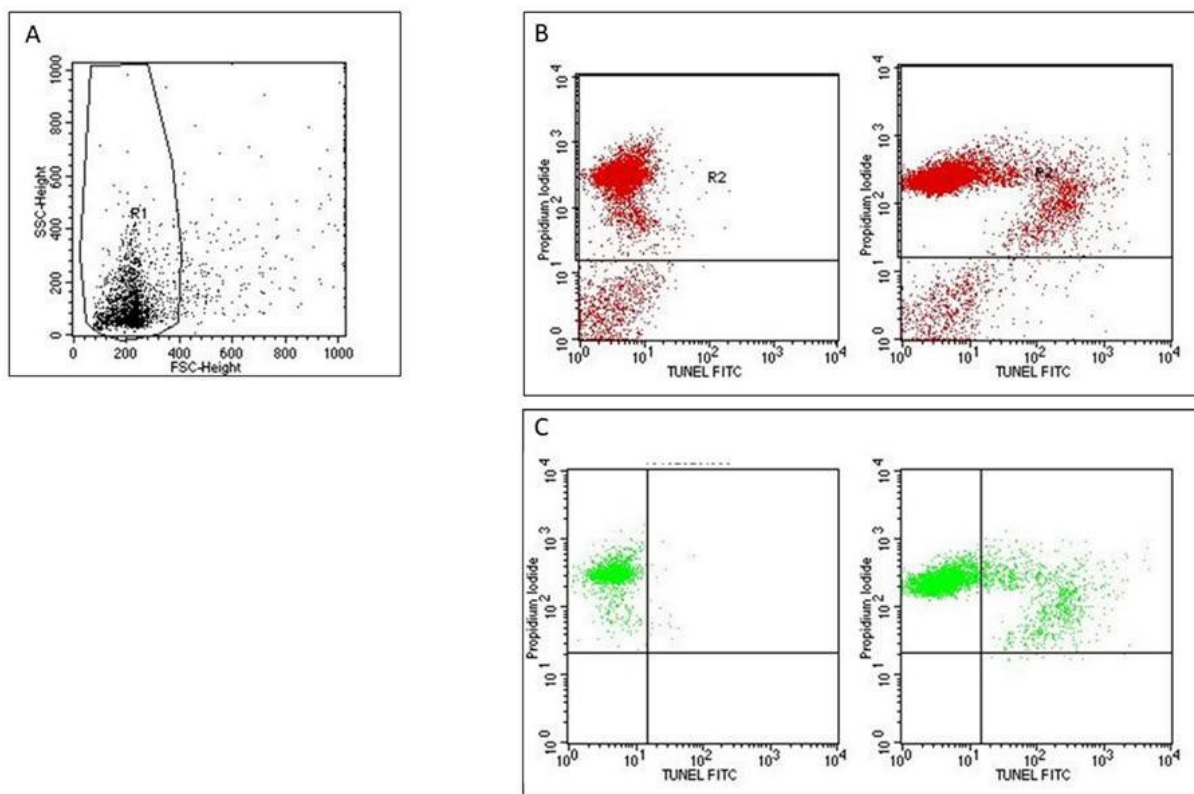 A
SSC-Height
1000
800
600
400
200
0
R1
0 200 400 600 800 1000
FSC-Height
B
Propidium Iodide
10^4
10^3
10^2
10^1
10^0
R2
10^0 10^1 10^2 10^3 10^4
TUNEL FITC
Propidium Iodide
10^4
10^3
10^2
10^1
10^0
R2
10^0 10^1 10^2 10^3 10^4
TUNEL FITC
C
Propidium Iodide
10^4
10^3
10^2
10^1
10^0
10^0 10^1 10^2 10^3 10^4
TUNEL FITC
Propidium Iodide
10^4
10^3
10^2
10^1
10^0
10^0 10^1 10^2 10^3 10^4
TUNEL FITC